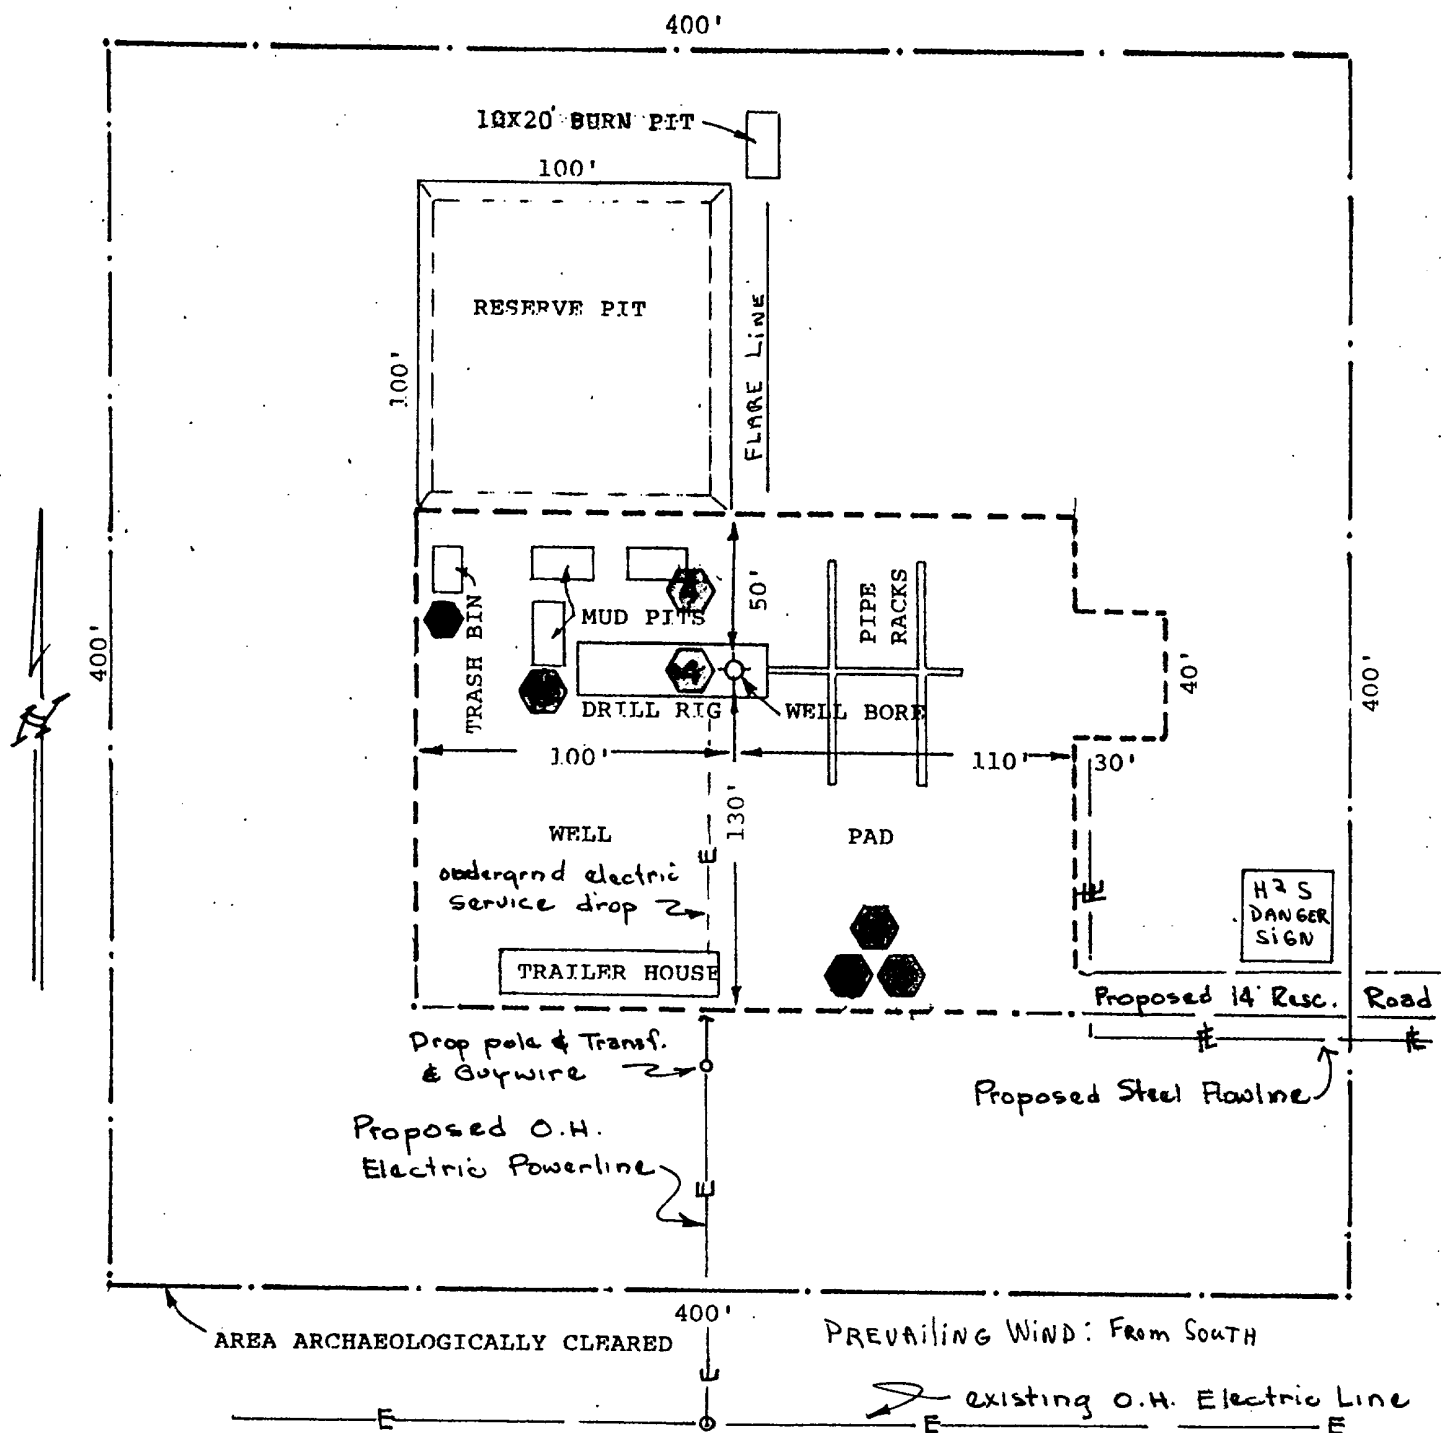 400'
10X20' BURN PIT
100'
RESERVE PIT
100'
FLARE LINE
50'
PIPE
RACKS
TRASH BIN
MUD PITS
4
4
40'
400'
400'
N
DRILL RIG
WELL BORE
100'
110'
30'
130'
WELL
PAD
E
undergrnd electric
service drop
H2S
DANGER
SIGN
TRAILER HOUSE
Proposed 14' Resc. Road
Drop pole & Transf.
& Guywire
Proposed Steel Flowline
Proposed O.H.
Electric Powerline
E
400'
AREA ARCHAEOLOGICALLY CLEARED
PREVAILING WIND: FROM SOUTH
E
existing O.H. Electric Line
E
E
E